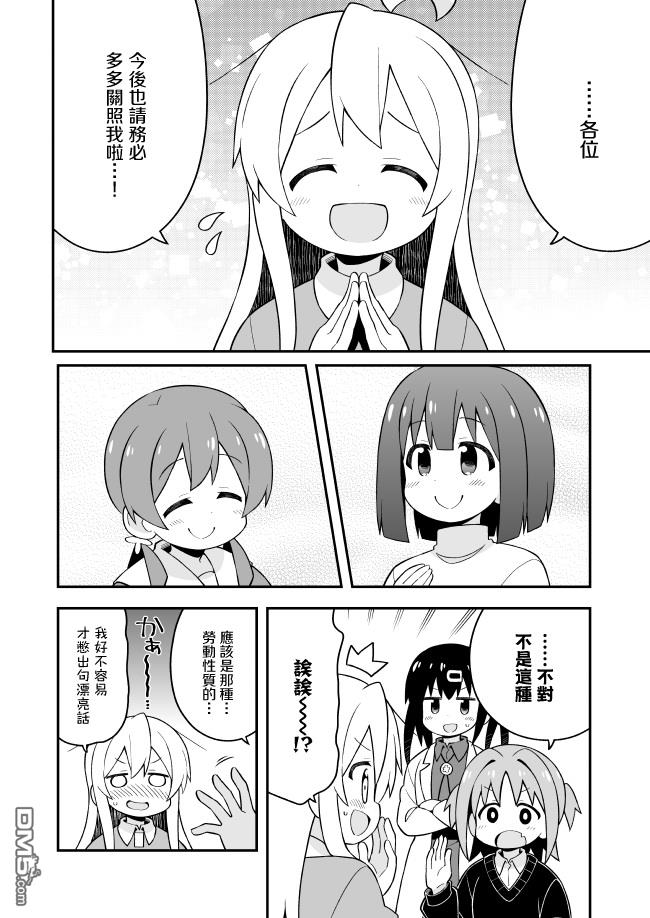 ……各位
今後也請務必
多多關照我啦…！
……不對
不是這種
誒誒～～～!?
應該是那種…
勞動性質的…
かぁ～～～…
我好不容易
才憋出句漂亮話
DM5.com